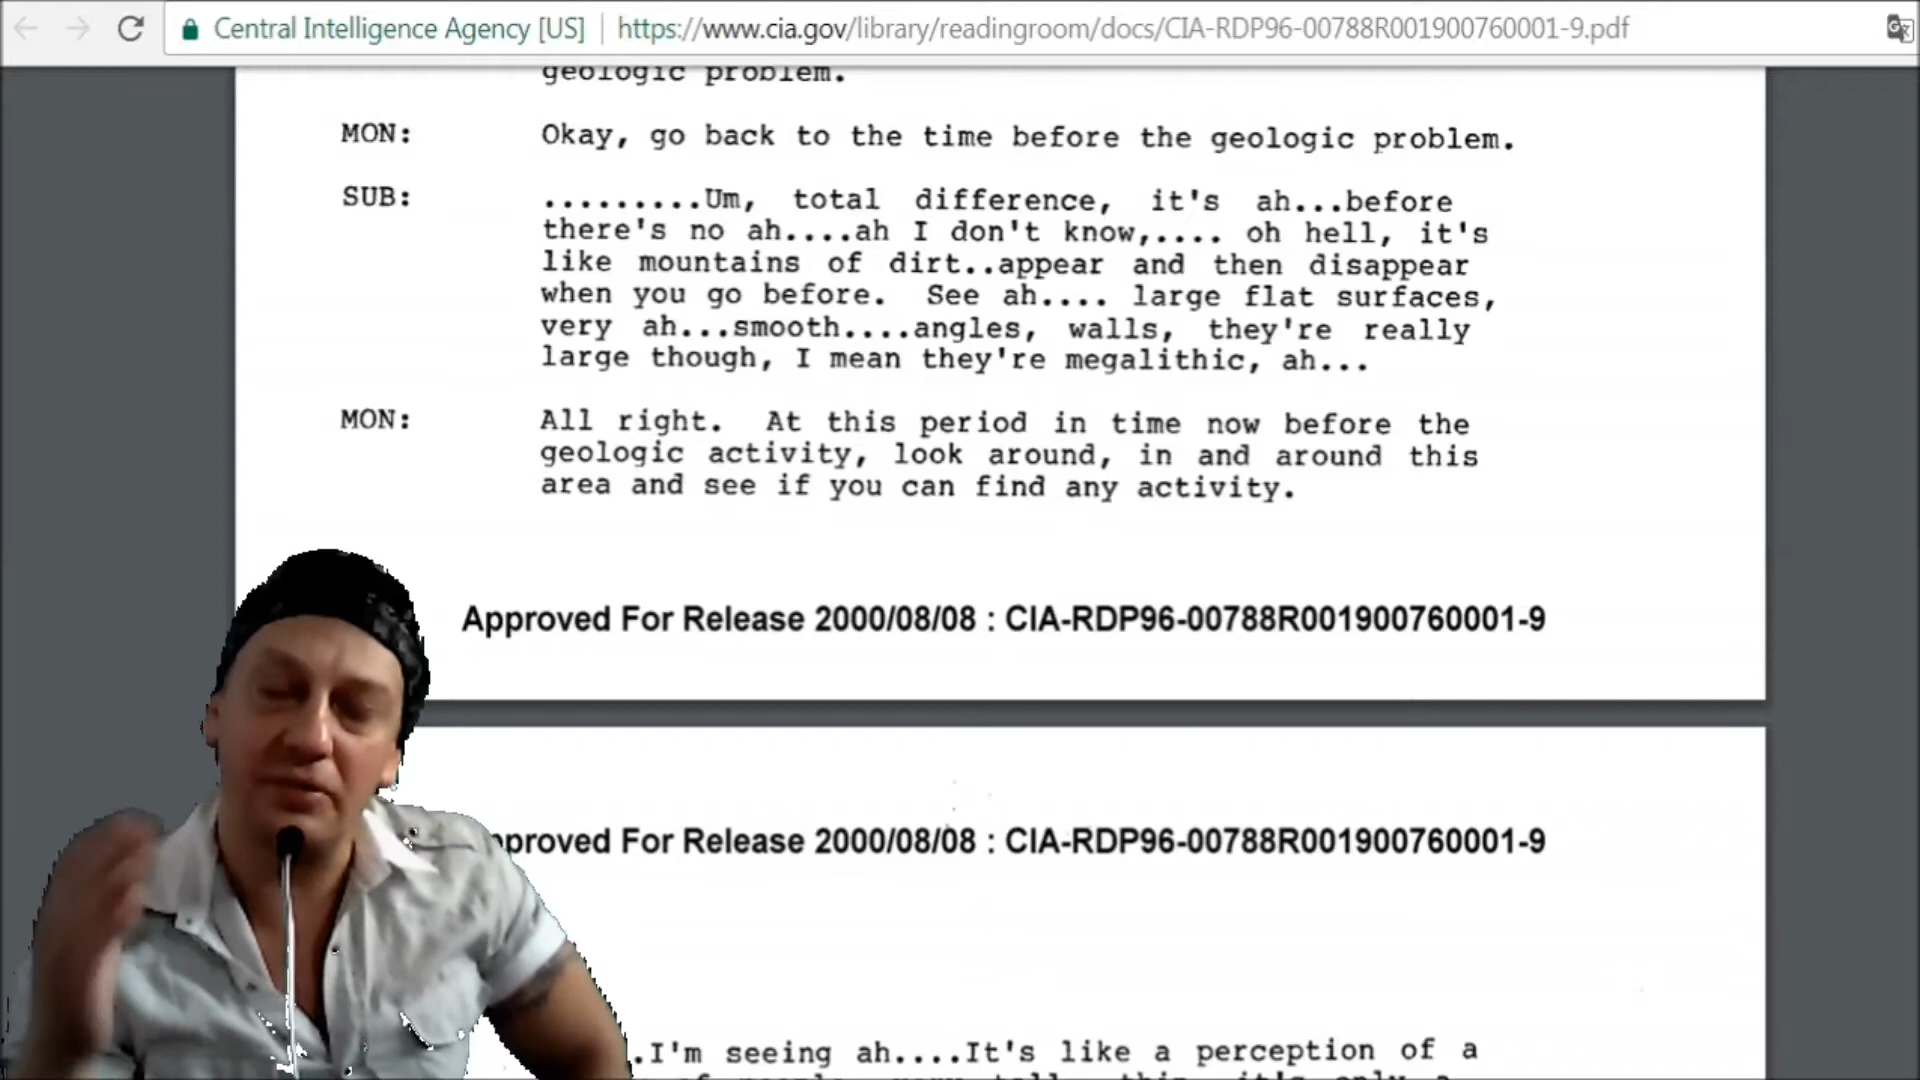 Central Intelligence Agency [US] | https://www.cia.gov/library/readingroom/docs/CIA-RDP96-00788R001900760001-9.pdf
geologic problem.
MON: Okay, go back to the time before the geologic problem.
SUB: .........Um, total difference, it's ah...before
there's no ah....ah I don't know,.... oh hell, it's
like mountains of dirt..appear and then disappear
when you go before. See ah.... large flat surfaces,
very ah...smooth....angles, walls, they're really
large though, I mean they're megalithic, ah...
MON: All right. At this period in time now before the
geologic activity, look around, in and around this
area and see if you can find any activity.
Approved For Release 2000/08/08 : CIA-RDP96-00788R001900760001-9
proved For Release 2000/08/08 : CIA-RDP96-00788R001900760001-9
.I'm seeing ah....It's like a perception of a